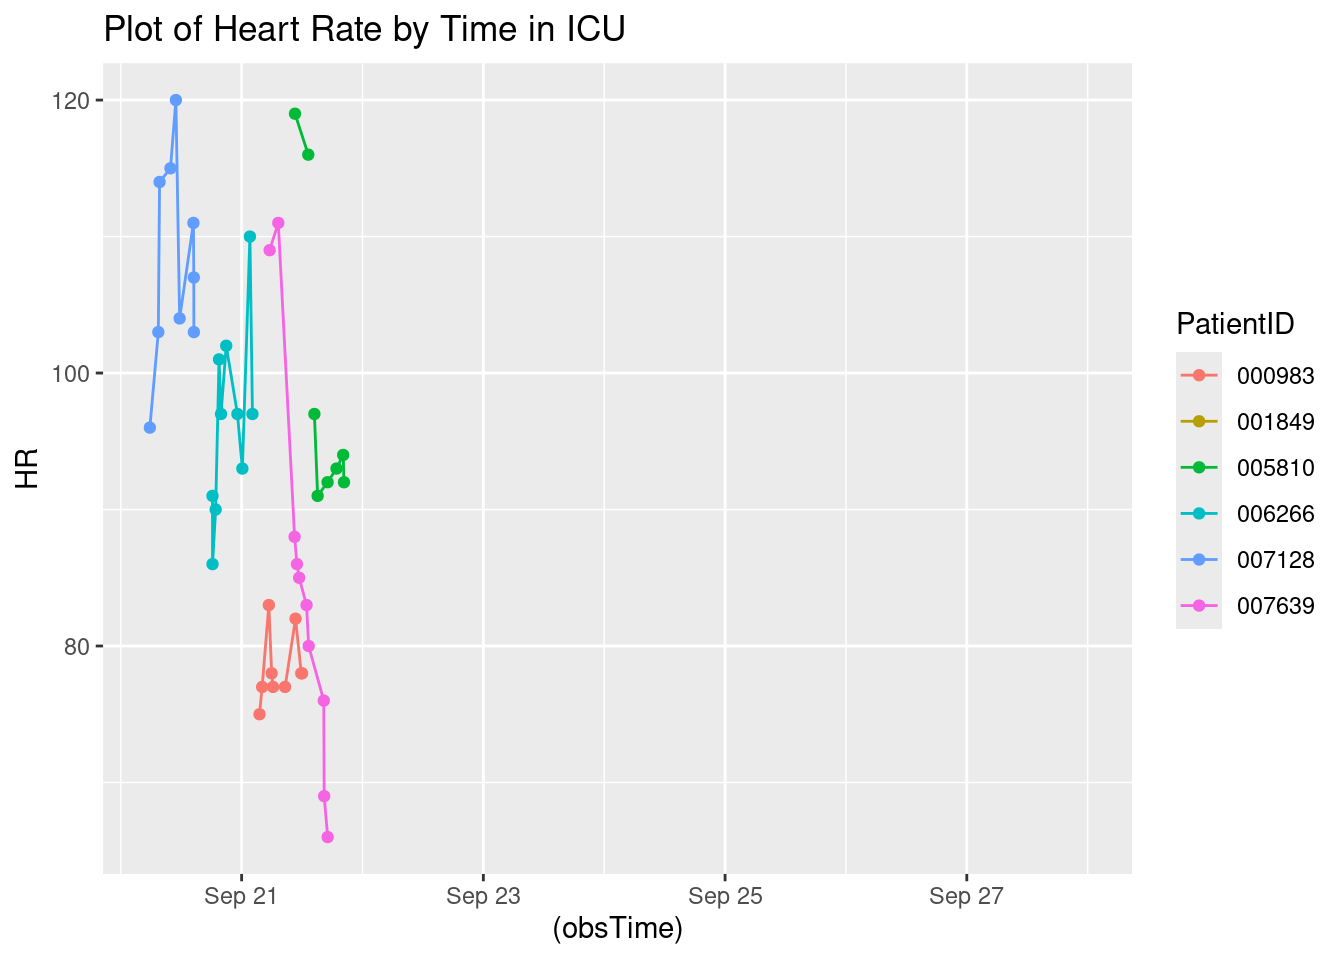 Plot of Heart Rate by Time in ICU
120
100
80
HR
Sep 21
Sep 23
Sep 25
Sep 27
(obsTime)
PatientID
000983
001849
005810
006266
007128
007639